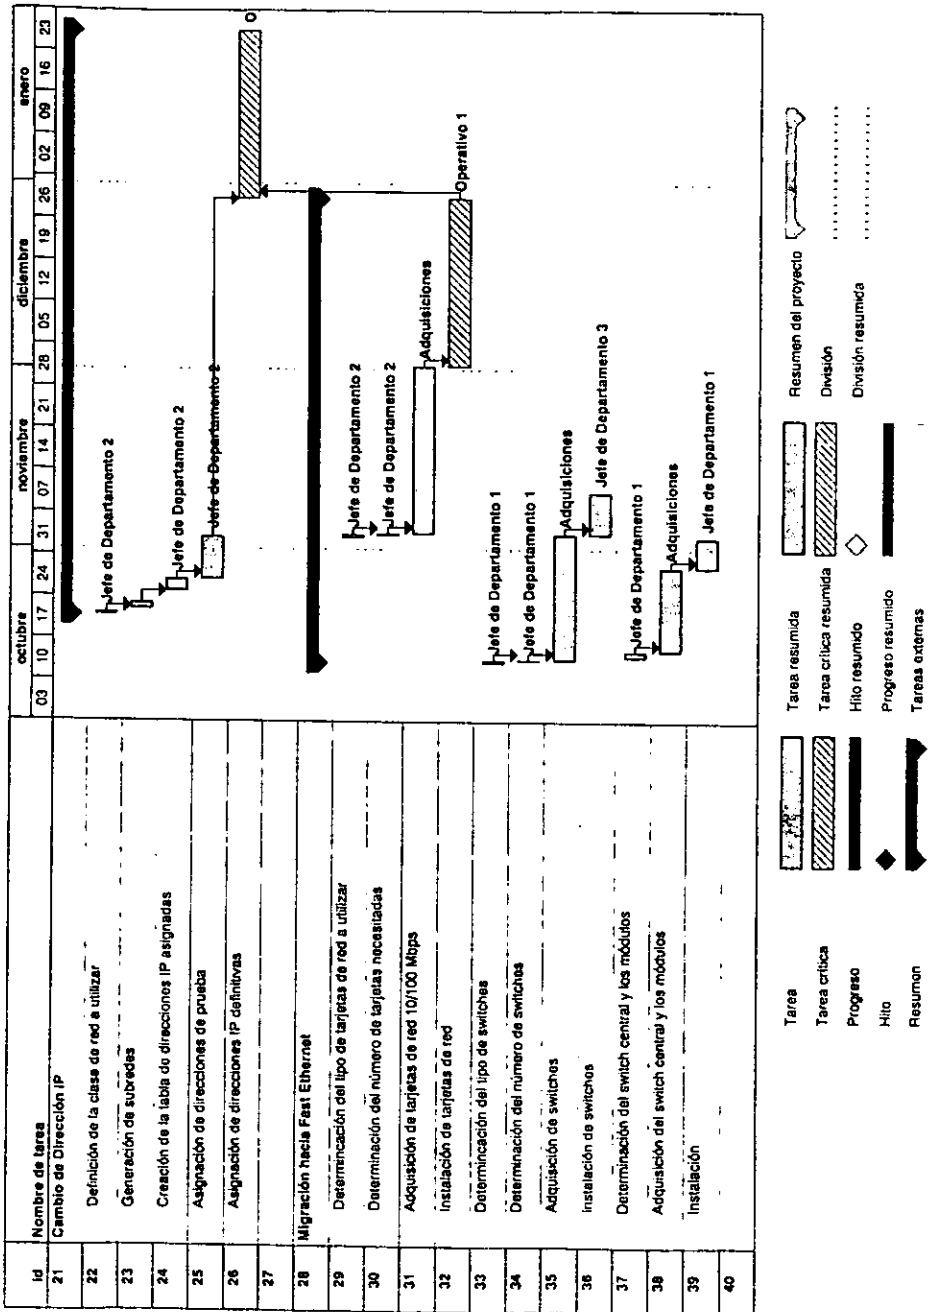 Id Nombre de tarea
octubre noviembre diciembre enero
03 10 17 24 31 07 14 21 28 05 12 19 26 02 09 16 23
21 Cambio de Dirección IP
22 Definición de la clase de red a utilizar
Jefe de Departamento 2
23 Generación de subredes
Jefe de Departamento 2
24 Creación de la tabla de direcciones IP asignadas
Jefe de Departamento 2
25 Asignación de direcciones de prueba
26 Asignación de direcciones IP definitivas
O
27
28 Migración hacia Fast Ethernet
29 Determincación del tipo de tarjetas de red a utilizar
Jefe de Departamento 2
30 Determinación del número de tarjetas necesitadas
Jefe de Departamento 2
31 Adquisición de tarjetas de red 10/100 Mbps
Adquisiciones
32 Instalación de tarjetas de red
Operativo 1
33 Determincación del tipo de switches
Jefe de Departamento 1
34 Determinación del número de switches
Jefe de Departamento 1
35 Adquisición de switches
Adquisiciones
36 Instalación de switches
Jefe de Departamento 3
37 Determinación del switch central y los módulos
Jefe de Departamento 1
38 Adquisición del switch central y los módulos
Adquisiciones
39 Instalación
Jefe de Departamento 1
40
Tarea
Tarea crítica
Progreso
Hito
Resumen
Tarea resumida
Tarea crítica resumida
Hito resumido
Progreso resumido
Tareas externas
Resumen del proyecto
División
División resumida